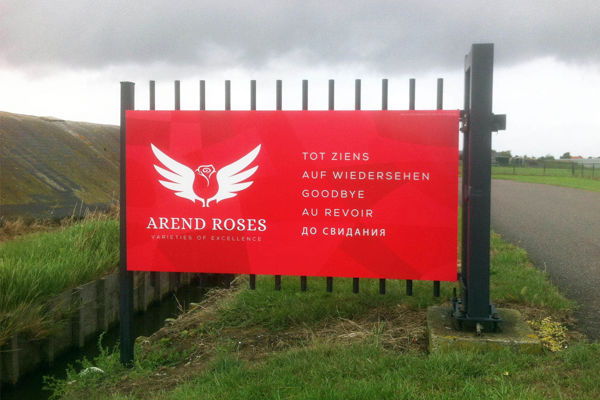 AREND ROSES
VARIETIES OF EXCELLENCE
TOT ZIENS
AUF WIEDERSEHEN
GOODBYE
AU REVOIR
ДО СВИДАНИЯ